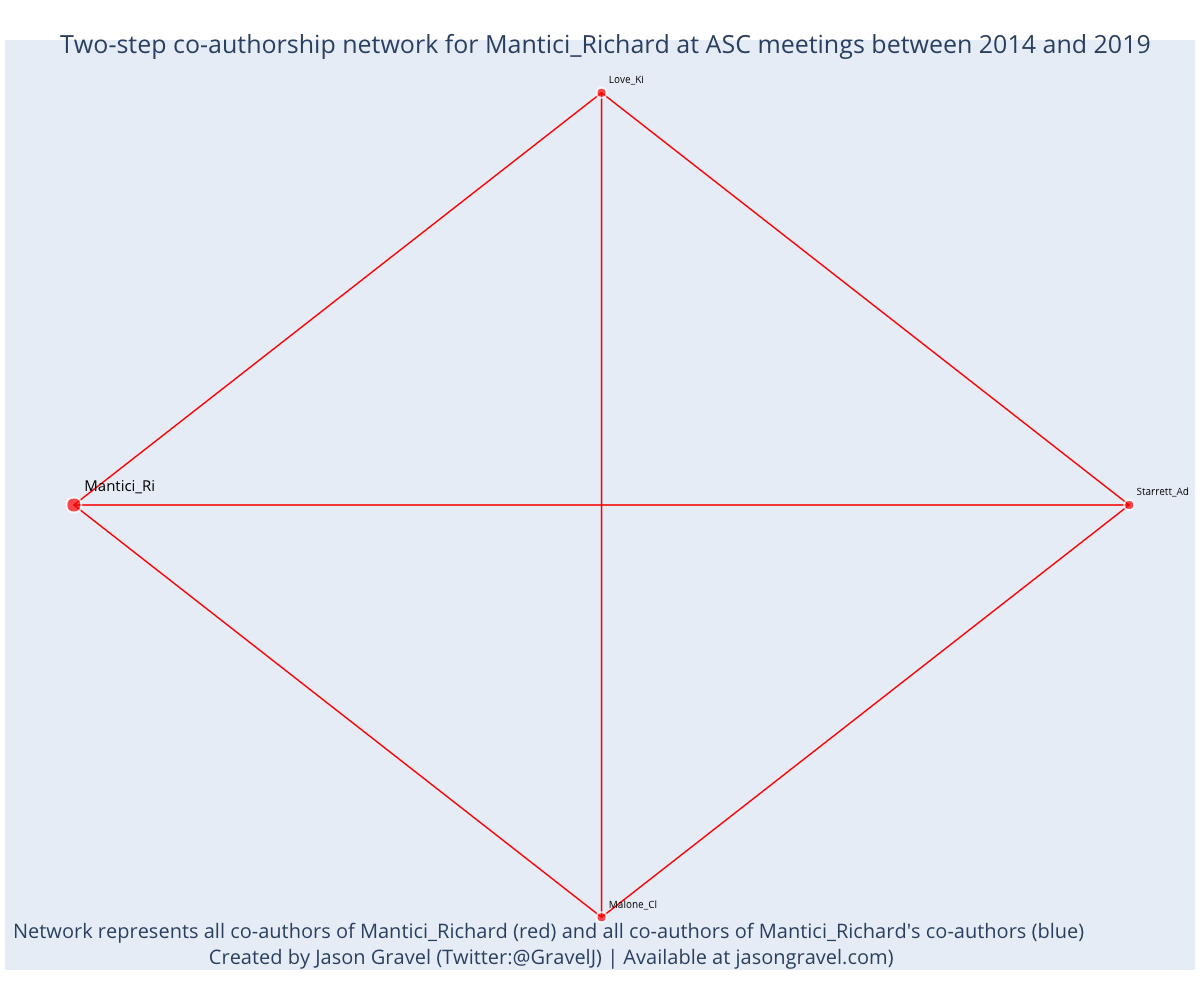 Two-step co-authorship network for Mantici_Richard at ASC meetings between 2014 and 2019
Love_Ki
Mantici_Ri
Starrett_Ad
Malone_Cl
Network represents all co-authors of Mantici_Richard (red) and all co-authors of Mantici_Richard's co-authors (blue)
Created by Jason Gravel (Twitter:@GravelJ) | Available at jasongravel.com)